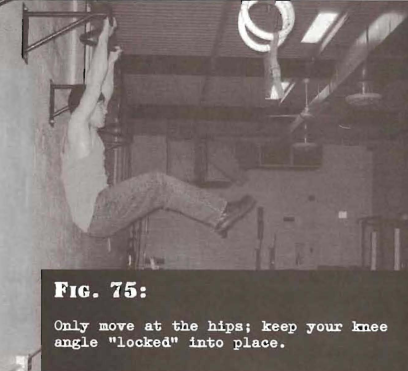 FIG. 75:
Only move at the hips; keep your knee
angle "locked" into place.